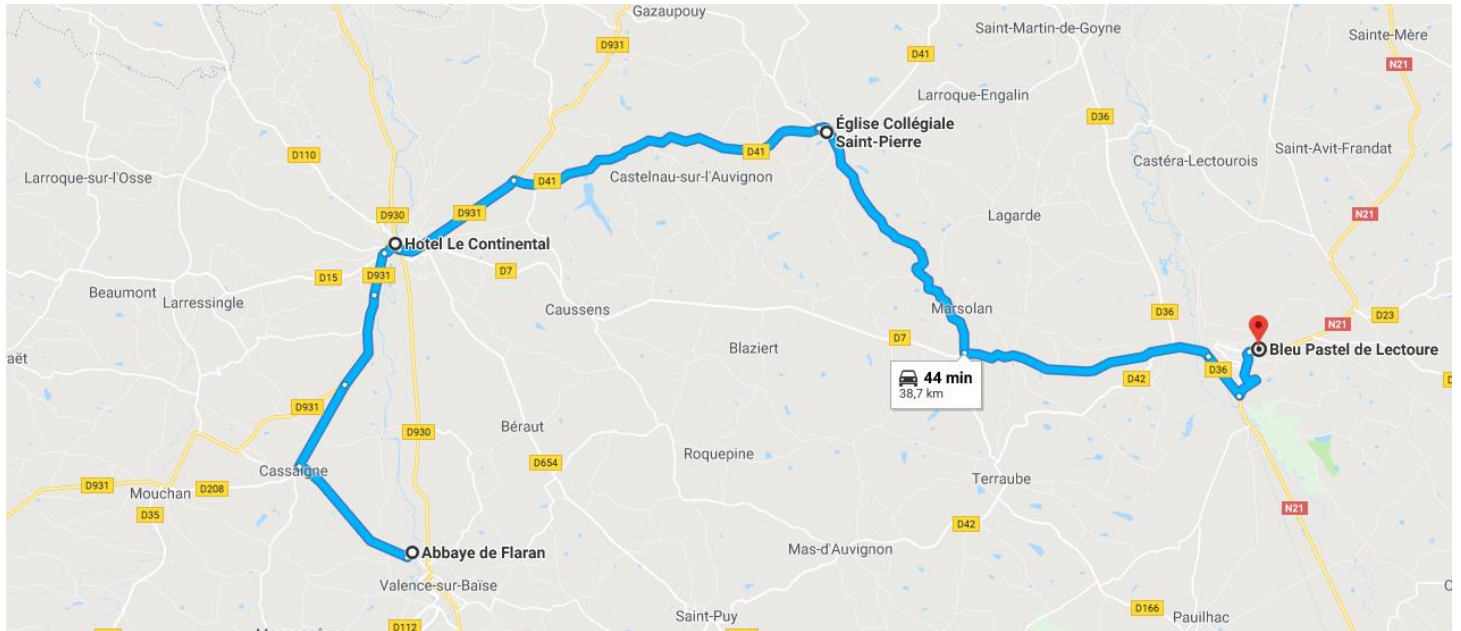 Gazaupouy
Saint-Martin-de-Goyne
Sainte-Mère
D931
D41
N21
Larroque-Engalin
Église Collégiale
Saint-Pierre
D36
D110
D41
Castéra-Lectourois
Saint-Avit-Frandat
Larroque-sur-l'Osse
D41
Castelnau-sur-l'Auvignon
D930
D931
Lagarde
N21
Hotel Le Continental
D15
D931
D7
Beaumont
Larressingle
Caussens
Marsolan
D36
D23
N21
raët
Blaziert
D7
Bleu Pastel de Lectoure
44 min
38,7 km
D42
D36
D931
D930
Béraut
Cassaigne
D654
Roquepine
Terraube
D931
Mouchan
D208
D35
N21
D42
Abbaye de Flaran
Mas-d'Auvignon
Valence-sur-Baïse
Saint-Puy
D166
Pauilhac
D112